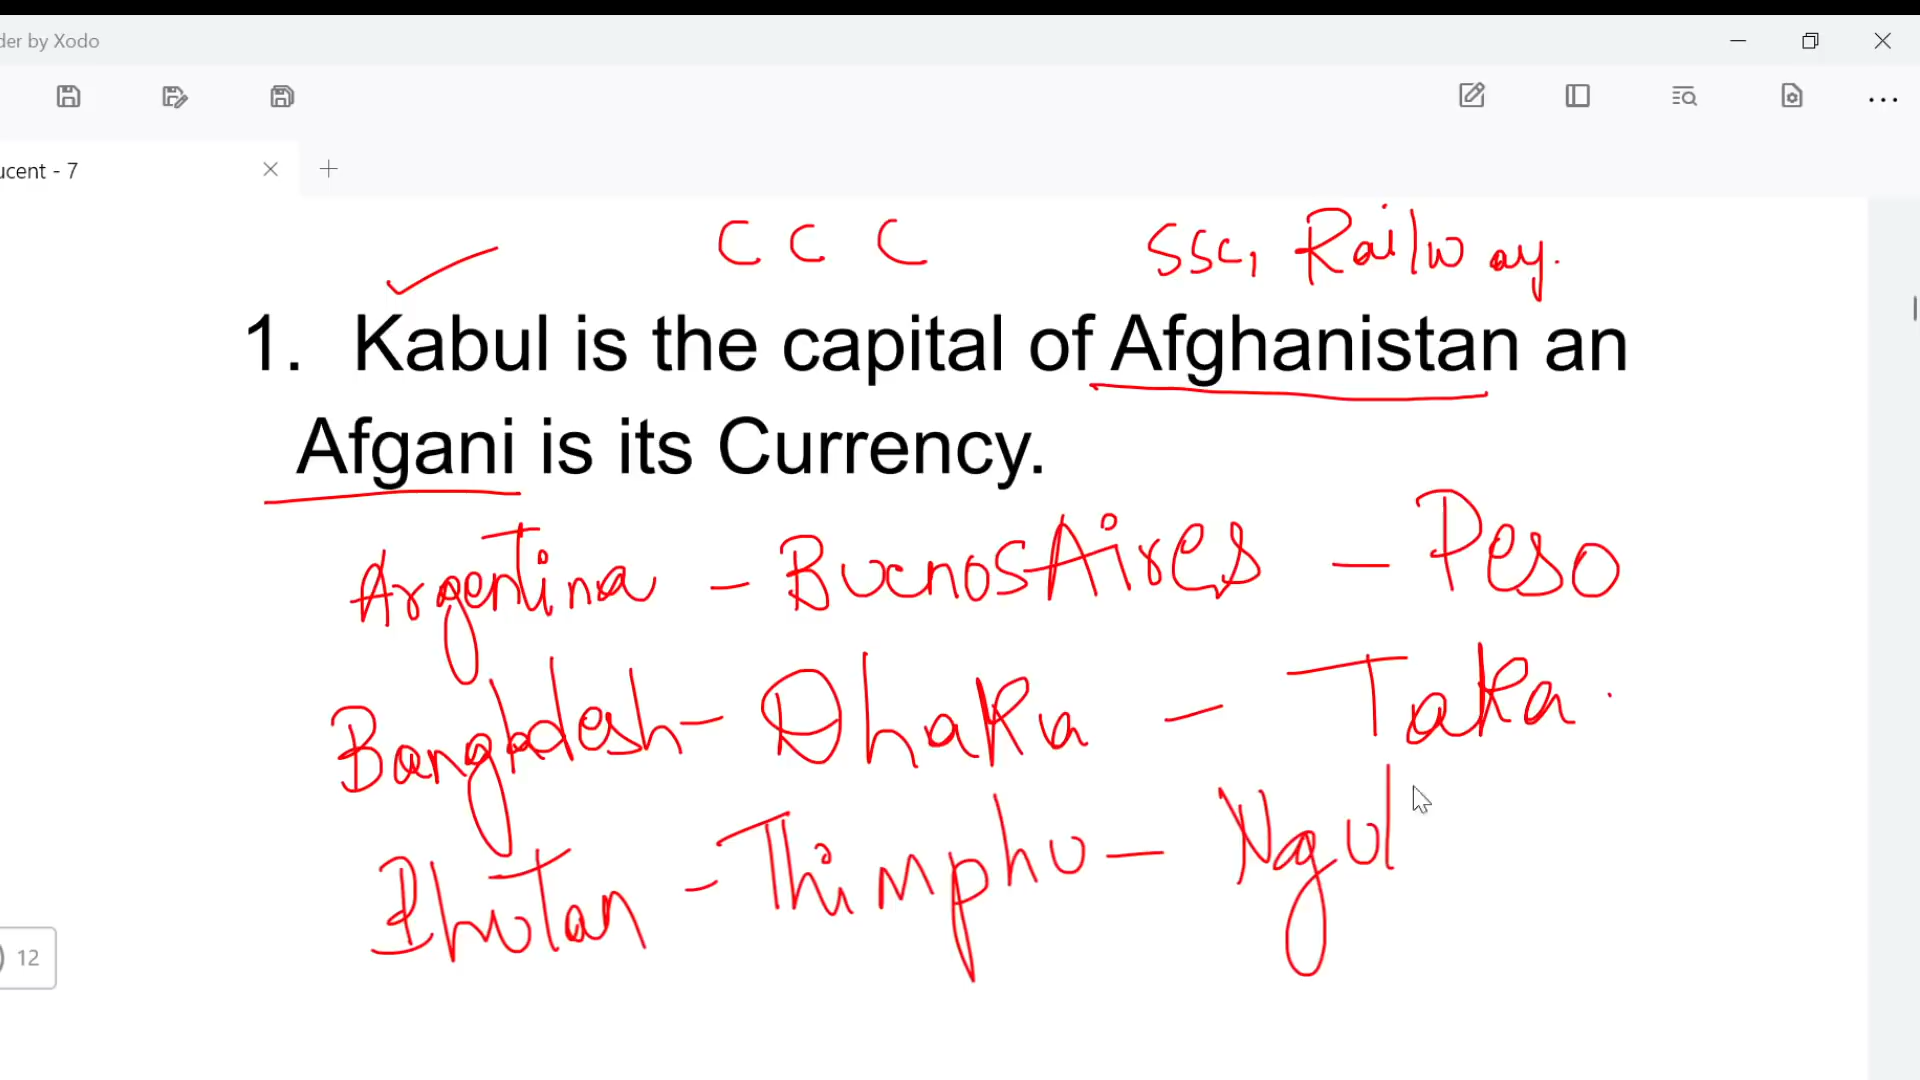 der by Xodo
ucent - 7
C C C
SSC, Railway.
1. Kabul is the capital of Afghanistan an
Afgani is its Currency.
Argentina - BuenosAires - Peso
Bangladesh - Dhaka - Taka.
Bhutan - Thimphu - Ngul
12